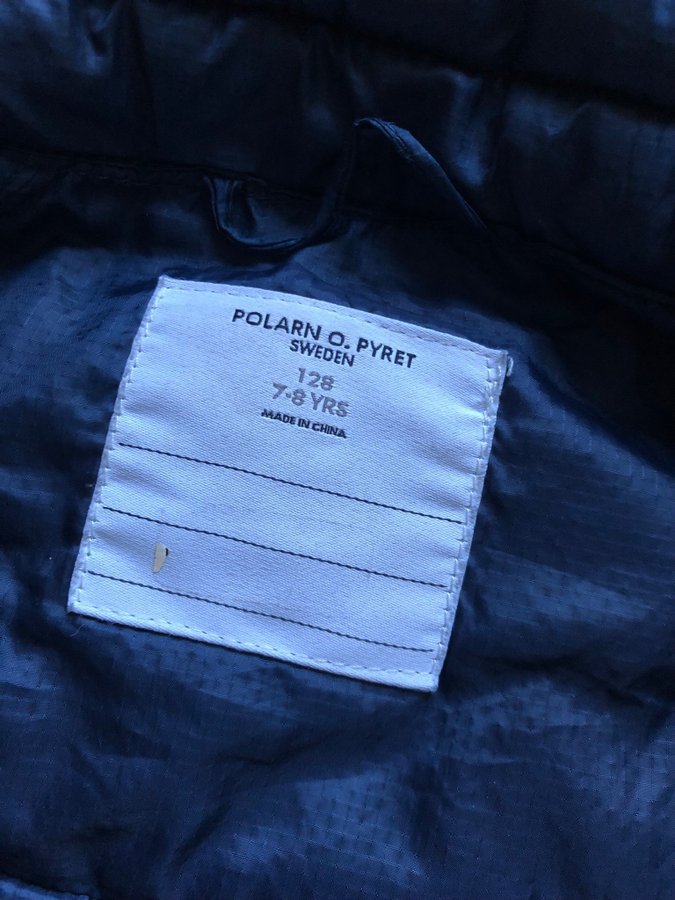 POLARN O. PYRET
SWEDEN
128
7-8 YRS
MADE IN CHINA